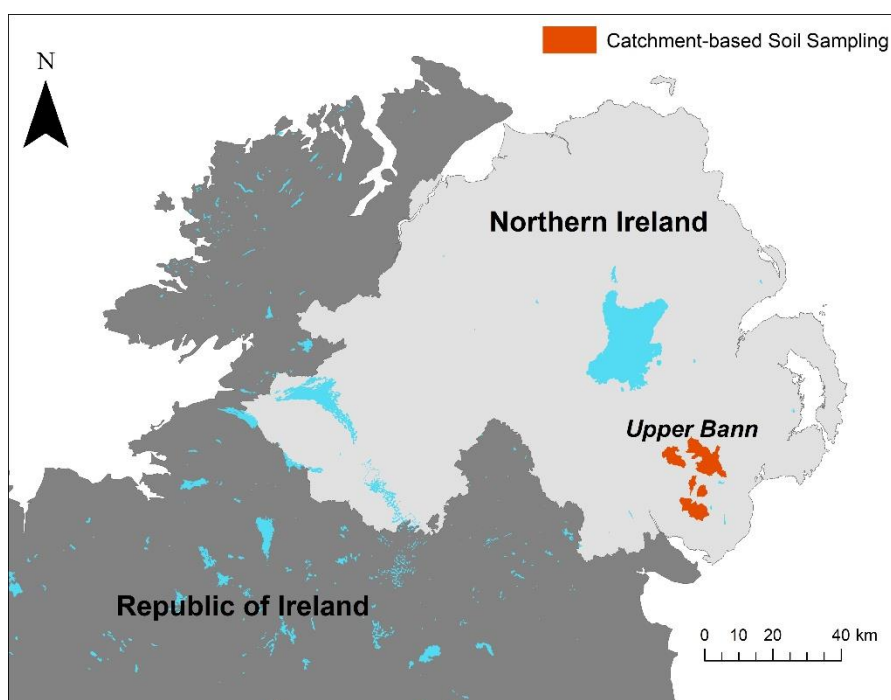 Catchment-based Soil Sampling
N
Northern Ireland
Upper Bann
Republic of Ireland
0 10 20 40 km